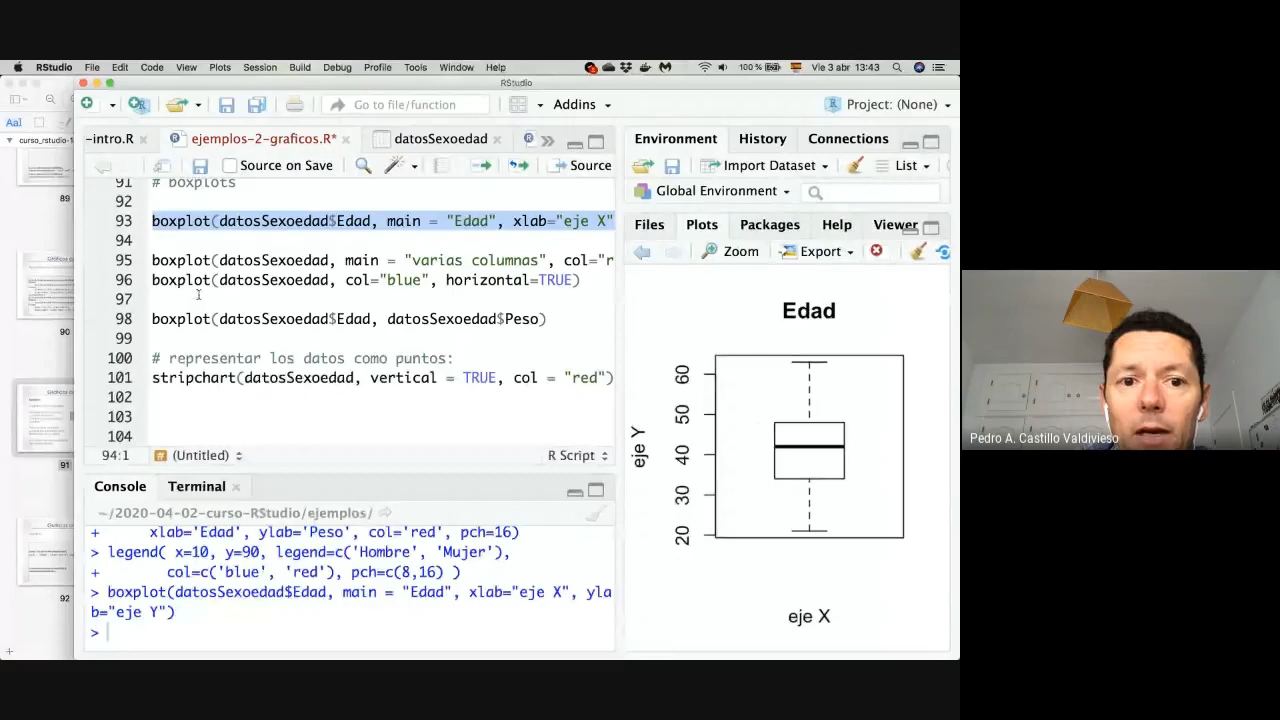 RStudio File Edit Code View Plots Session Build Debug Profile Tools Window Help 100% Vie 3 abr 13:43
RStudio
Go to file/function Addins Project: (None)
Aa
curso_rstudio-1
89
90
91
92
-intro.R ejemplos-2-graficos.R* datosSexoedad
Source on Save Source
91 # boxplots
92
93 boxplot(datosSexoedad$Edad, main = "Edad", xlab="eje X"
94
95 boxplot(datosSexoedad, main = "varias columnas", col="r
96 boxplot(datosSexoedad, col="blue", horizontal=TRUE)
97
98 boxplot(datosSexoedad$Edad, datosSexoedad$Peso)
99
100 # representar los datos como puntos:
101 stripchart(datosSexoedad, vertical = TRUE, col = "red")
102
103
104
94:1 (Untitled) R Script
Console Terminal
~/2020-04-02-curso-RStudio/ejemplos/
+ xlab='Edad', ylab='Peso', col='red', pch=16)
> legend( x=10, y=90, legend=c('Hombre', 'Mujer'),
+ col=c('blue', 'red'), pch=c(8,16) )
> boxplot(datosSexoedad$Edad, main = "Edad", xlab="eje X", yla
b="eje Y")
>
Environment History Connections
Import Dataset List
Global Environment
Files Plots Packages Help Viewer
Zoom Export
Edad
60
50
40
30
20
eje Y
eje X
Pedro A. Castillo Valdivieso